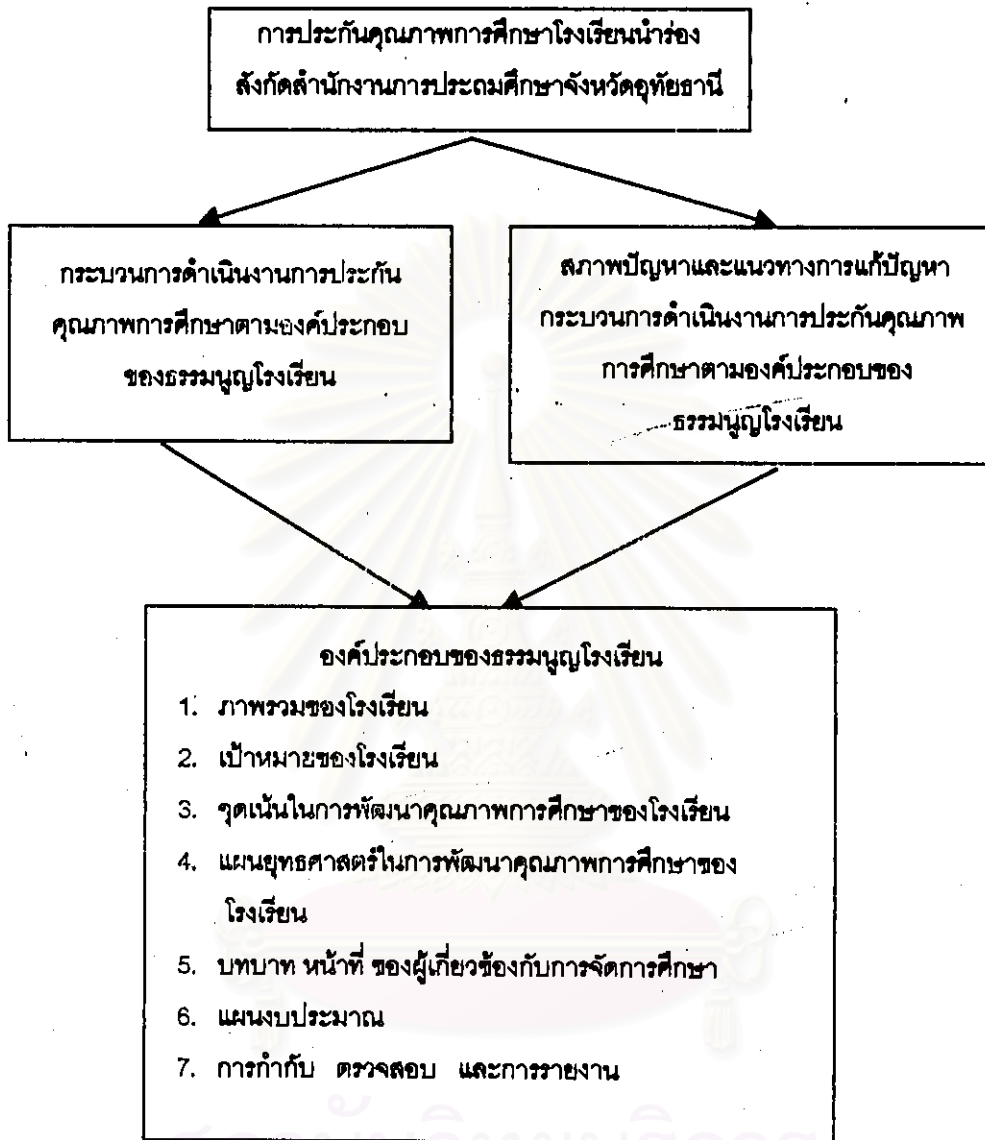 การประกันคุณภาพการศึกษาโรงเรียนนำร่อง
สังกัดสำนักงานการประถมศึกษาจังหวัดอุทัยธานี
กระบวนการดำเนินงานการประกัน
คุณภาพการศึกษาตามองค์ประกอบ
ของธรรมนูญโรงเรียน
สภาพปัญหาและแนวทางการแก้ปัญหา
กระบวนการดำเนินงานการประกันคุณภาพ
การศึกษาตามองค์ประกอบของ
ธรรมนูญโรงเรียน
องค์ประกอบของธรรมนูญโรงเรียน
1. ภาพรวมของโรงเรียน
2. เป้าหมายของโรงเรียน
3. จุดเน้นในการพัฒนาคุณภาพการศึกษาของโรงเรียน
4. แผนยุทธศาสตร์ในการพัฒนาคุณภาพการศึกษาของ
โรงเรียน
5. บทบาท หน้าที่ ของผู้เกี่ยวข้องกับการจัดการศึกษา
6. แผนงบประมาณ
7. การกำกับ ตรวจสอบ และการรายงาน